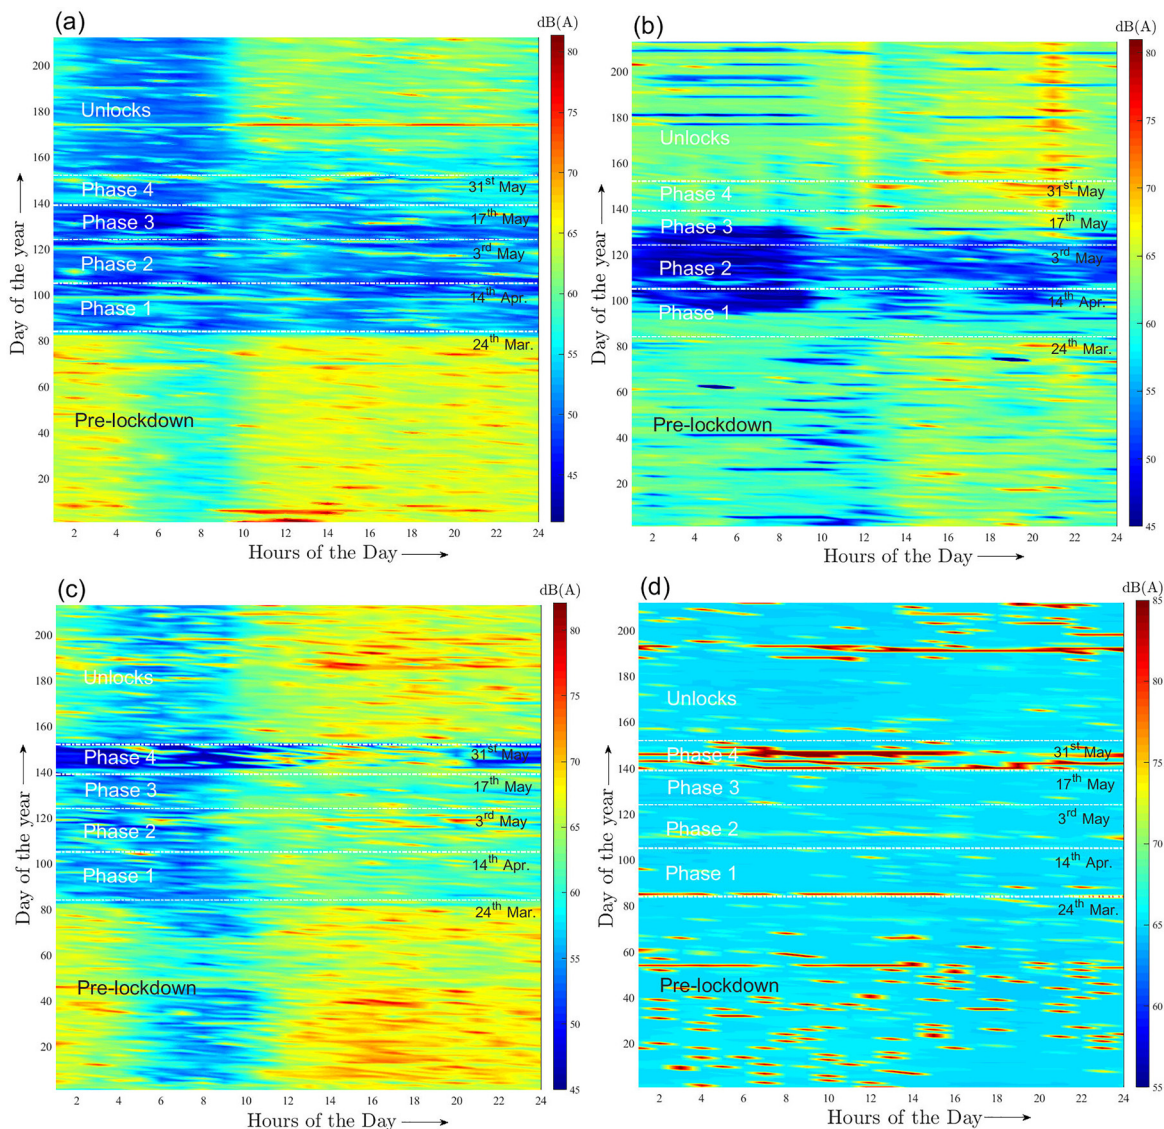 (a)
dB(A)
80
75
70
65
60
55
50
45
200
180
160
140
120
100
80
60
40
20
2 4 6 8 10 12 14 16 18 20 22 24
Day of the year
Hours of the Day
Unlocks
Phase 4
31st May
Phase 3
17th May
Phase 2
3rd May
Phase 1
14th Apr.
24th Mar.
Pre-lockdown
(b)
dB(A)
80
75
70
65
60
55
50
45
200
180
160
140
120
100
80
60
40
20
2 4 6 8 10 12 14 16 18 20 22 24
Day of the year
Hours of the Day
Unlocks
Phase 4
31st May
Phase 3
17th May
Phase 2
3rd May
Phase 1
14th Apr.
24th Mar.
Pre-lockdown
(c)
dB(A)
80
75
70
65
60
55
50
45
200
180
160
140
120
100
80
60
40
20
2 4 6 8 10 12 14 16 18 20 22 24
Day of the year
Hours of the Day
Unlocks
Phase 4
31st May
Phase 3
17th May
Phase 2
3rd May
Phase 1
14th Apr.
24th Mar.
Pre-lockdown
(d)
dB(A)
85
80
75
70
65
60
55
200
180
160
140
120
100
80
60
40
20
2 4 6 8 10 12 14 16 18 20 22 24
Day of the year
Hours of the Day
Unlocks
Phase 4
31st May
Phase 3
17th May
Phase 2
3rd May
Phase 1
14th Apr.
24th Mar.
Pre-lockdown